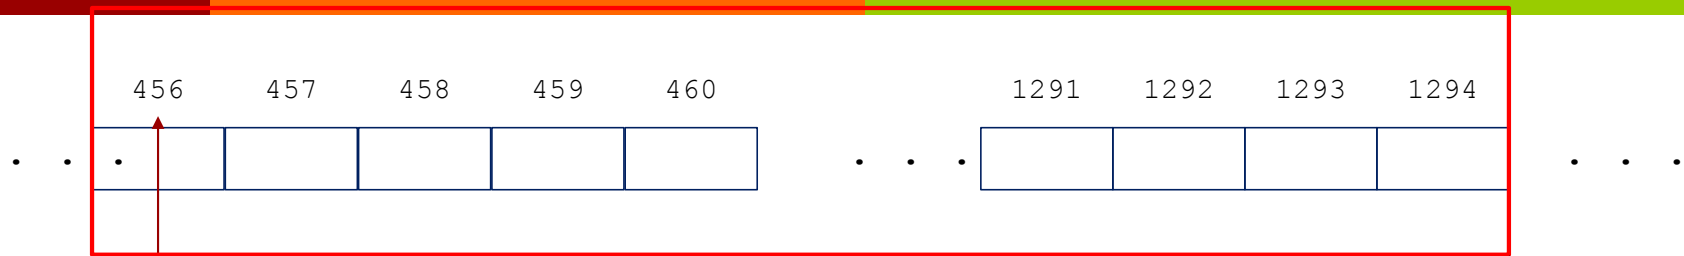 456 457 458 459 460 1291 1292 1293 1294
. . . . . . . . .